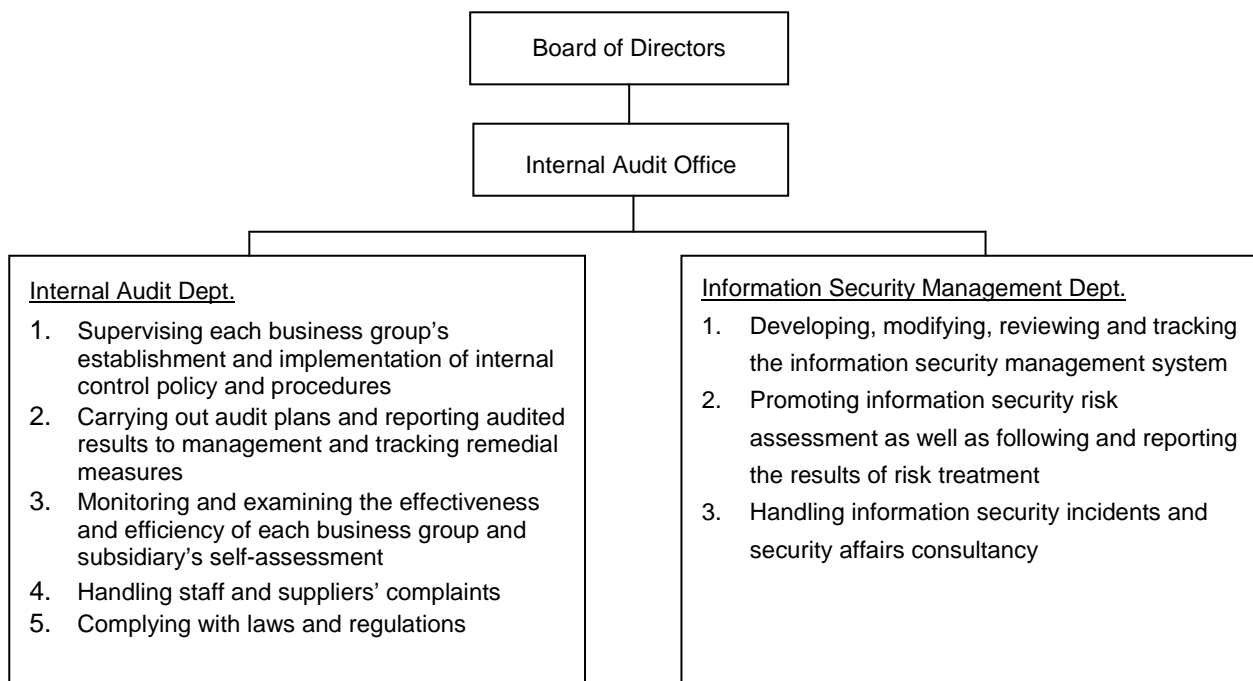 Board of Directors
Internal Audit Office
Internal Audit Dept.
1. Supervising each business group’s
establishment and implementation of internal
control policy and procedures
2. Carrying out audit plans and reporting audited
results to management and tracking remedial
measures
3. Monitoring and examining the effectiveness
and efficiency of each business group and
subsidiary’s self-assessment
4. Handling staff and suppliers’ complaints
5. Complying with laws and regulations
Information Security Management Dept.
1. Developing, modifying, reviewing and tracking
the information security management system
2. Promoting information security risk
assessment as well as following and reporting
the results of risk treatment
3. Handling information security incidents and
security affairs consultancy